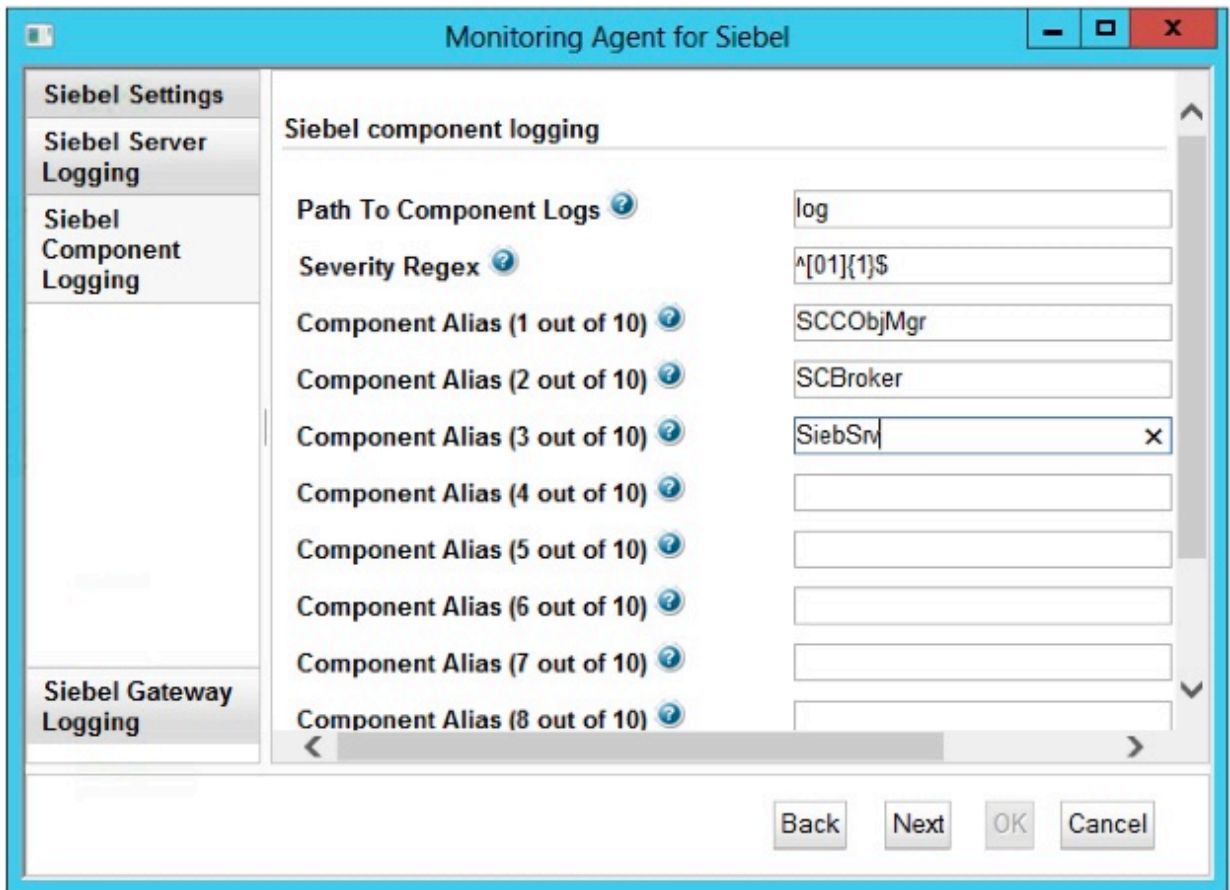 Monitoring Agent for Siebel
Siebel Settings
Siebel Server
Logging
Siebel
Component
Logging
Siebel Gateway
Logging
Siebel component logging
Path To Component Logs ? log
Severity Regex ? ^[01]{1}$
Component Alias (1 out of 10) ? SCCObjMgr
Component Alias (2 out of 10) ? SCBroker
Component Alias (3 out of 10) ? SiebSrv
Component Alias (4 out of 10) ?
Component Alias (5 out of 10) ?
Component Alias (6 out of 10) ?
Component Alias (7 out of 10) ?
Component Alias (8 out of 10) ?
Back Next OK Cancel